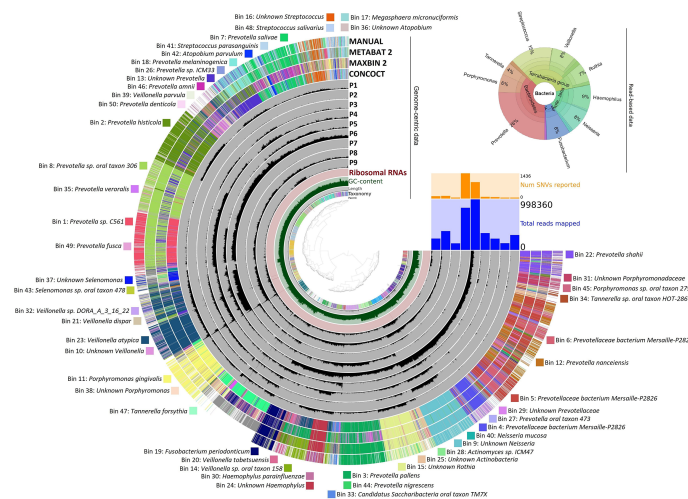 Bin 16: Unknown Streptococcus
Bin 17: Megasphaera micronuciformis
Bin 48: Streptococcus salivarius
Bin 36: Unknown Atopobium
Bin 7: Prevotella salivae
Bin 41: Streptococcus parasanguinis
Bin 42: Atopobium parvulum
Bin 18: Prevotella melaninogenica
Bin 26: Prevotella sp. ICM33
Bin 13: Unknown Prevotella
Bin 46: Prevotella amnii
Bin 39: Veillonella parvula
Bin 50: Prevotella denticola
Bin 2: Prevotella histicola
Bin 8: Prevotella sp. oral taxon 306
Bin 35: Prevotella veroralis
Bin 1: Prevotella sp. C561
Bin 49: Prevotella fusca
Bin 37: Unknown Selenomonas
Bin 43: Selenomonas sp. oral taxon 478
Bin 32: Veillonella sp. DORA_A_3_16_22
Bin 21: Veillonella dispar
Bin 23: Veillonella atypica
Bin 10: Unknown Veillonella
Bin 11: Porphyromonas gingivalis
Bin 38: Unknown Porphyromonas
Bin 47: Tannerella forsythia
Bin 19: Fusobacterium periodonticum
Bin 20: Veillonella tobetsuensis
Bin 14: Veillonella sp. oral taxon 158
Bin 30: Haemophilus parainfluenzae
Bin 24: Unknown Haemophilus
Bin 3: Prevotella pallens
Bin 44: Prevotella nigrescens
Bin 33: Candidatus Saccharibacteria oral taxon TM7X
Bin 15: Unknown Rothia
Bin 25: Unknown Actinobacteria
Bin 28: Actinomyces sp. ICM47
Bin 9: Unknown Neisseria
Bin 40: Neisseria mucosa
Bin 4: Prevotellaceae bacterium Mersaille-P2826
Bin 27: Prevotella oral taxon 473
Bin 29: Unknown Prevotellaceae
Bin 5: Prevotellaceae bacterium Mersaille-P2826
Bin 12: Prevotella nanceiensis
Bin 6: Prevotellaceae bacterium Mersaille-P282
Bin 34: Tannerella sp. oral taxon HOT-286
Bin 45: Porphyromonas sp. oral taxon 27
Bin 31: Unknown Porphyromonadaceae
Bin 22: Prevotella shahii
MANUAL
METABAT 2
MAXBIN 2
CONCOCT
P1
P2
P3
P4
P5
P6
P7
P8
P9
Ribosomal RNAs
GC-content
Length
Taxonomy
Genome-centric data
Read-based data
1436
Num SNVs reported
0
998360
Total reads mapped
0
Bacteria
Terrabacteria group
Streptococcus
Veillonella
Rothia
Haemophilus
Neisseria
Fusobacterium
Prevotella
Porphyromonas
Tannerella